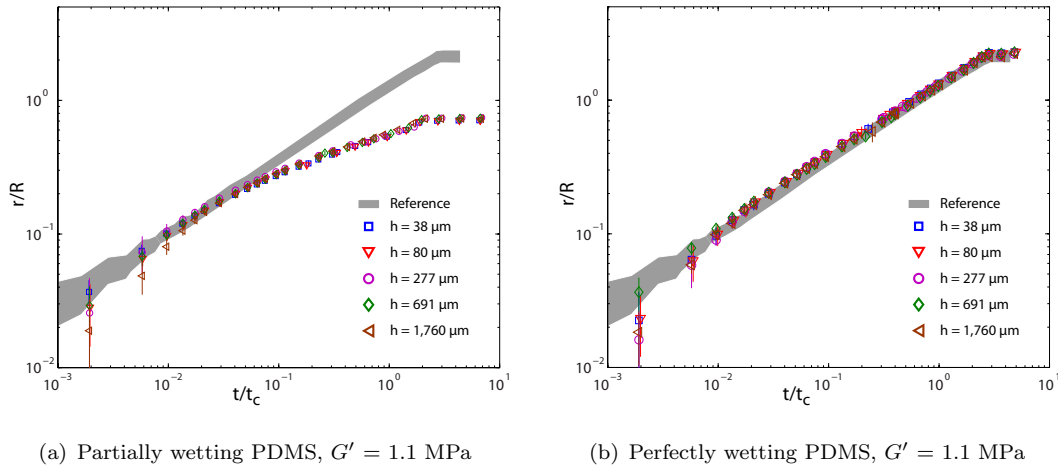 10⁰
10⁻¹
10⁻²
r/R
10⁻³
10⁻²
10⁻¹
10⁰
10¹
t/t_c
Reference
h = 38 μm
h = 80 μm
h = 277 μm
h = 691 μm
h = 1,760 μm
(a) Partially wetting PDMS, G′ = 1.1 MPa
10⁰
10⁻¹
10⁻²
r/R
10⁻³
10⁻²
10⁻¹
10⁰
10¹
t/t_c
Reference
h = 38 μm
h = 80 μm
h = 277 μm
h = 691 μm
h = 1,760 μm
(b) Perfectly wetting PDMS, G′ = 1.1 MPa